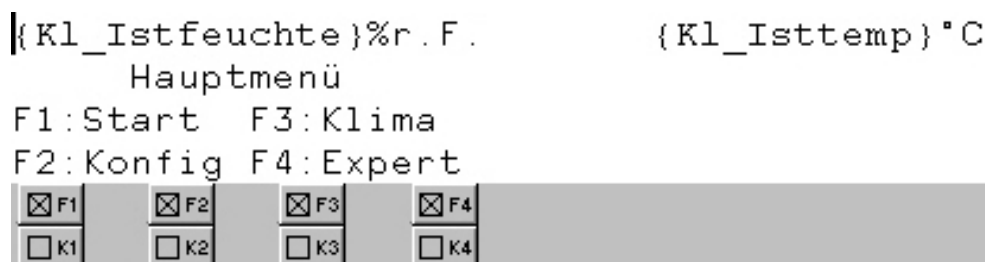 {Kl_Istfeuchte}%r.F. {Kl_Isttemp}°C
Hauptmenü
F1:Start F3:Klima
F2:Konfig F4:Expert
F1 F2 F3 F4
K1 K2 K3 K4